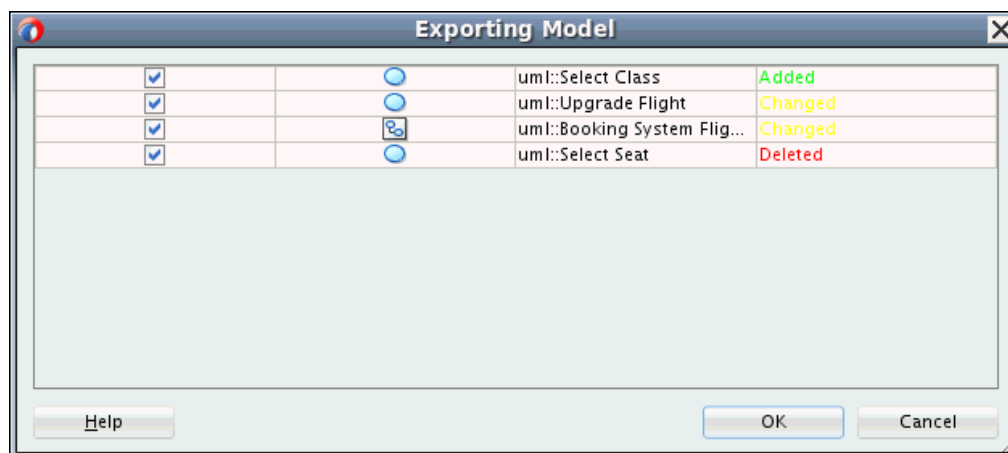 Exporting Model
uml::Select Class Added
uml::Upgrade Flight Changed
uml::Booking System Flig... Changed
uml::Select Seat Deleted
Help OK Cancel